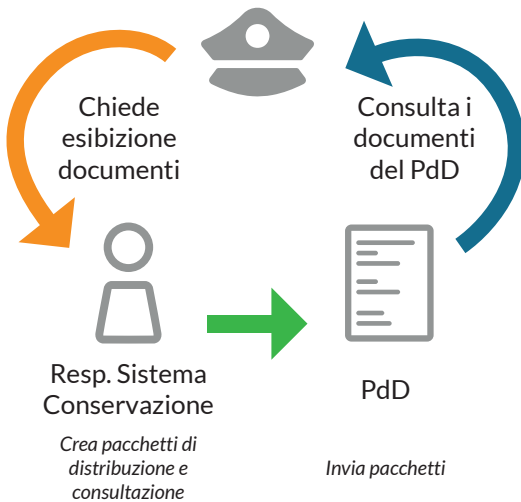 Chiede
esibizione
documenti
Consulta i
documenti
del PdD
Resp. Sistema
Conservazione
Crea pacchetti di
distribuzione e
consultazione
PdD
Invia pacchetti